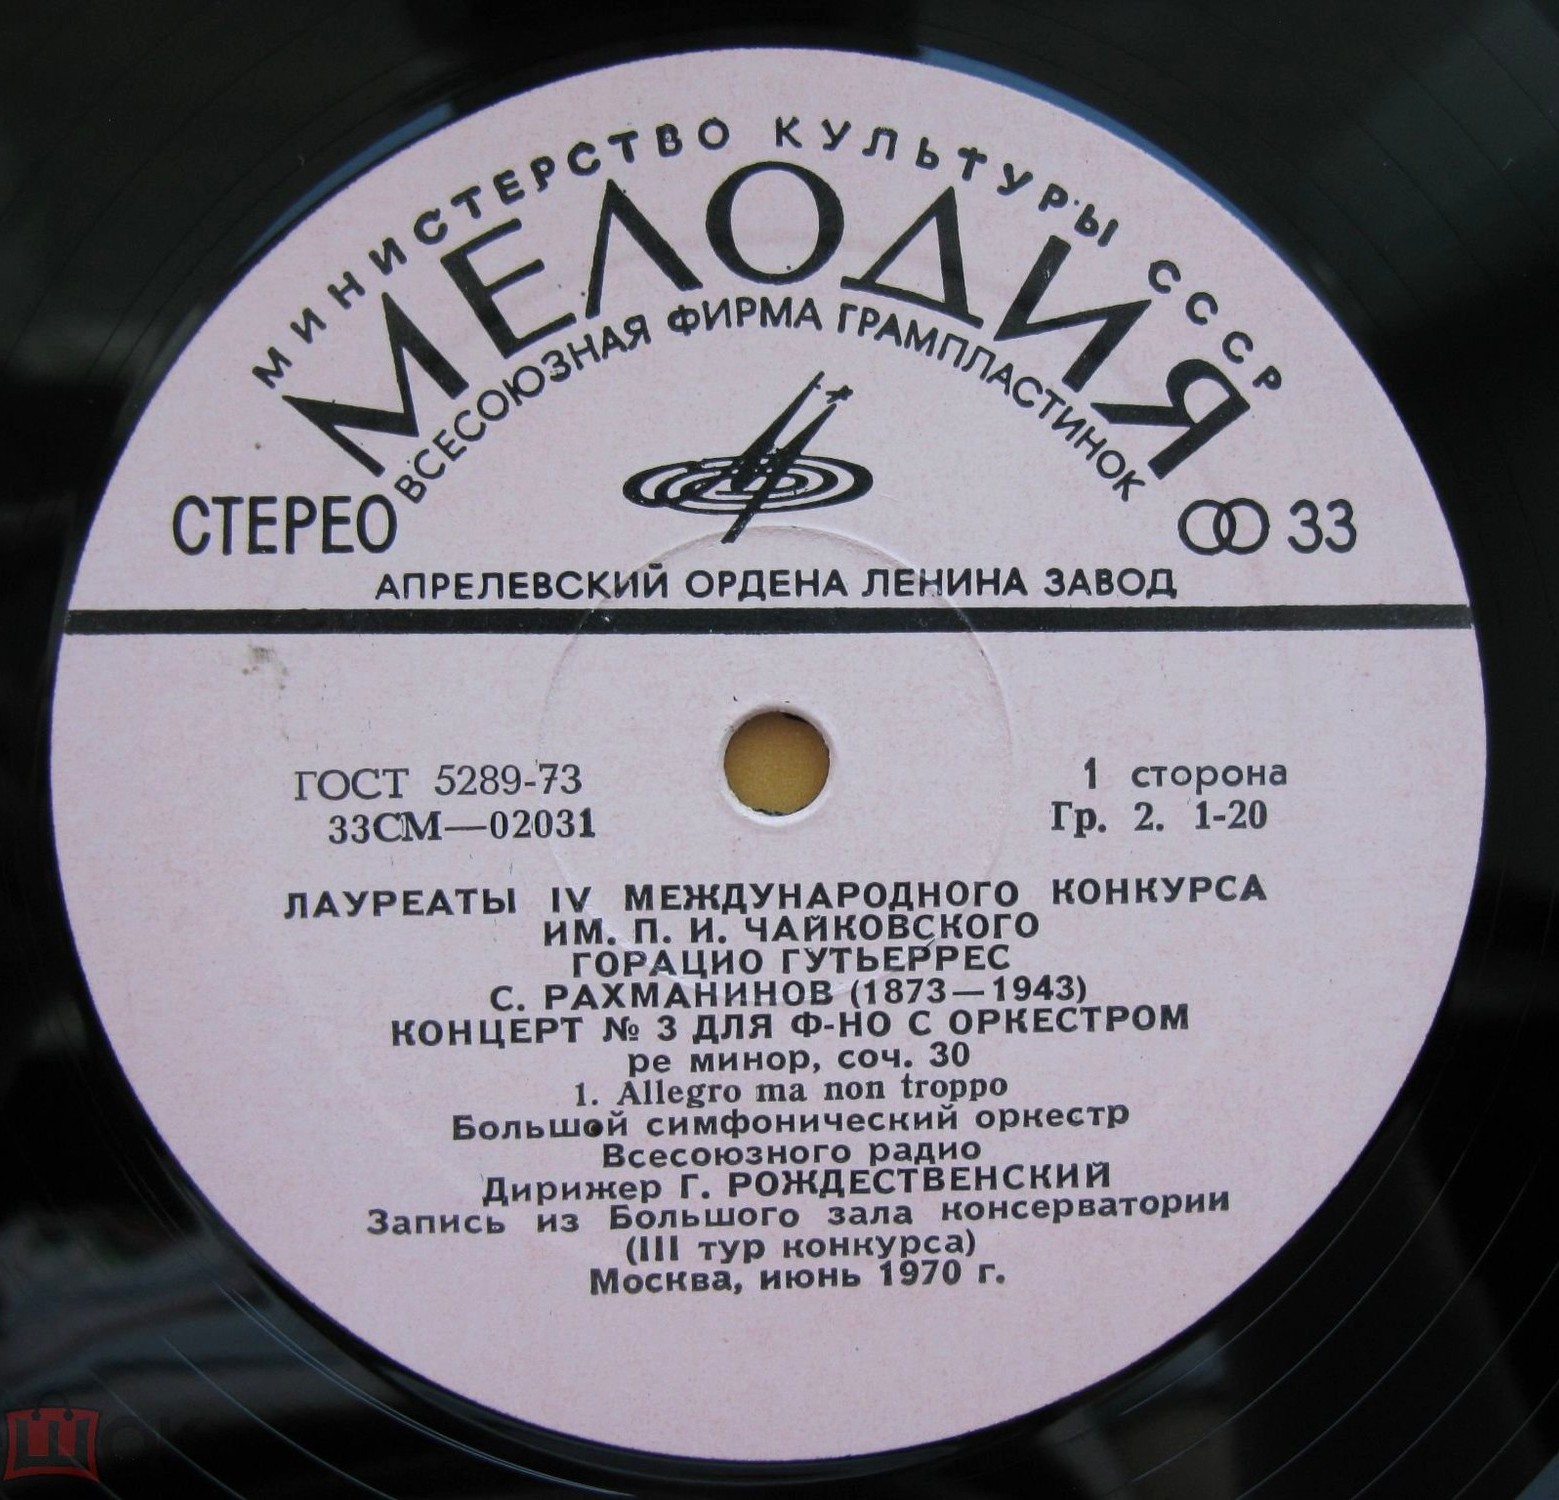 МИНИСТЕРСТВО КУЛЬТУРЫ СССР
МЕЛОДИЯ
ВСЕСОЮЗНАЯ ФИРМА ГРАМПЛАСТИНОК
СТЕРЕО 33
АПРЕЛЕВСКИЙ ОРДЕНА ЛЕНИНА ЗАВОД
ГОСТ 5289-73
33СМ—02031
1 сторона
Гр. 2. 1-20
ЛАУРЕАТЫ IV МЕЖДУНАРОДНОГО КОНКУРСА
ИМ. П. И. ЧАЙКОВСКОГО
ГОРАЦИО ГУТЬЕРРЕС
С. РАХМАНИНОВ (1873—1943)
КОНЦЕРТ № 3 ДЛЯ Ф-НО С ОРКЕСТРОМ
ре минор, соч. 30
1. Allegro ma non troppo
Большой симфонический оркестр
Всесоюзного радио
Дирижер Г. РОЖДЕСТВЕНСКИЙ
Запись из Большого зала консерватории
(III тур конкурса)
Москва, июнь 1970 г.